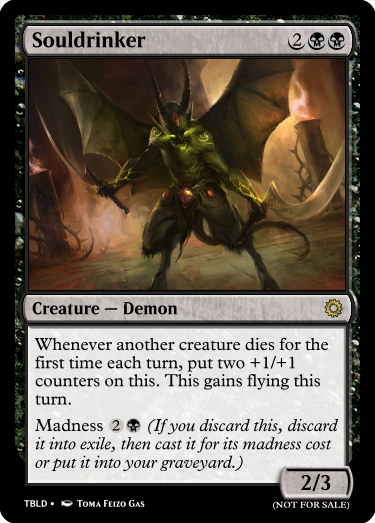 Souldrinker 2
Creature — Demon
Whenever another creature dies for the
first time each turn, put two +1/+1
counters on this. This gains flying this
turn.
Madness 2 (If you discard this, discard
it into exile, then cast it for its madness cost
or put it into your graveyard.)
2/3
TBLD • Toma Feizo Gas
(NOT FOR SALE)